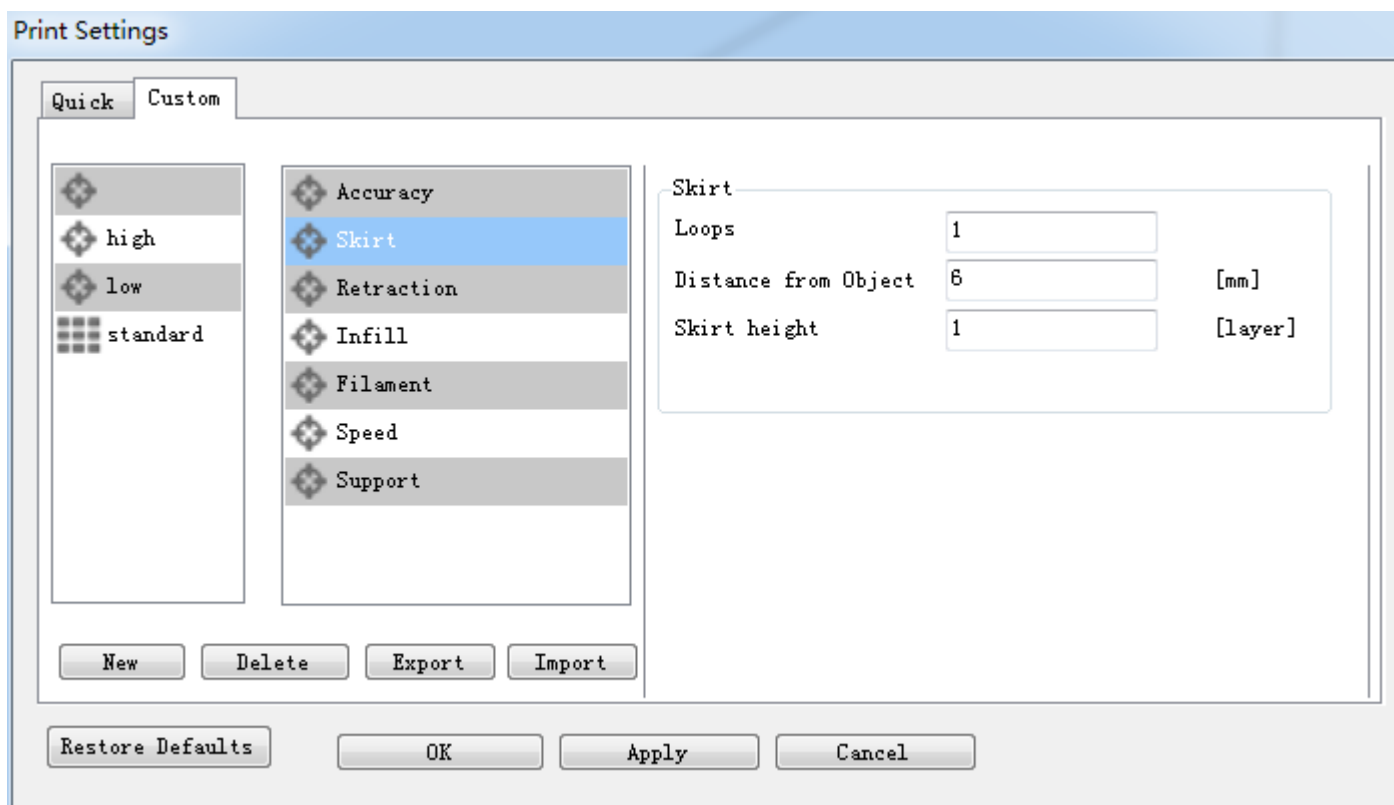 Print Settings
Quick
Custom
high
low
standard
Accuracy
Skirt
Retraction
Infill
Filament
Speed
Support
Skirt
Loops 1
Distance from Object 6 [mm]
Skirt height 1 [layer]
New Delete Export Import
Restore Defaults OK Apply Cancel